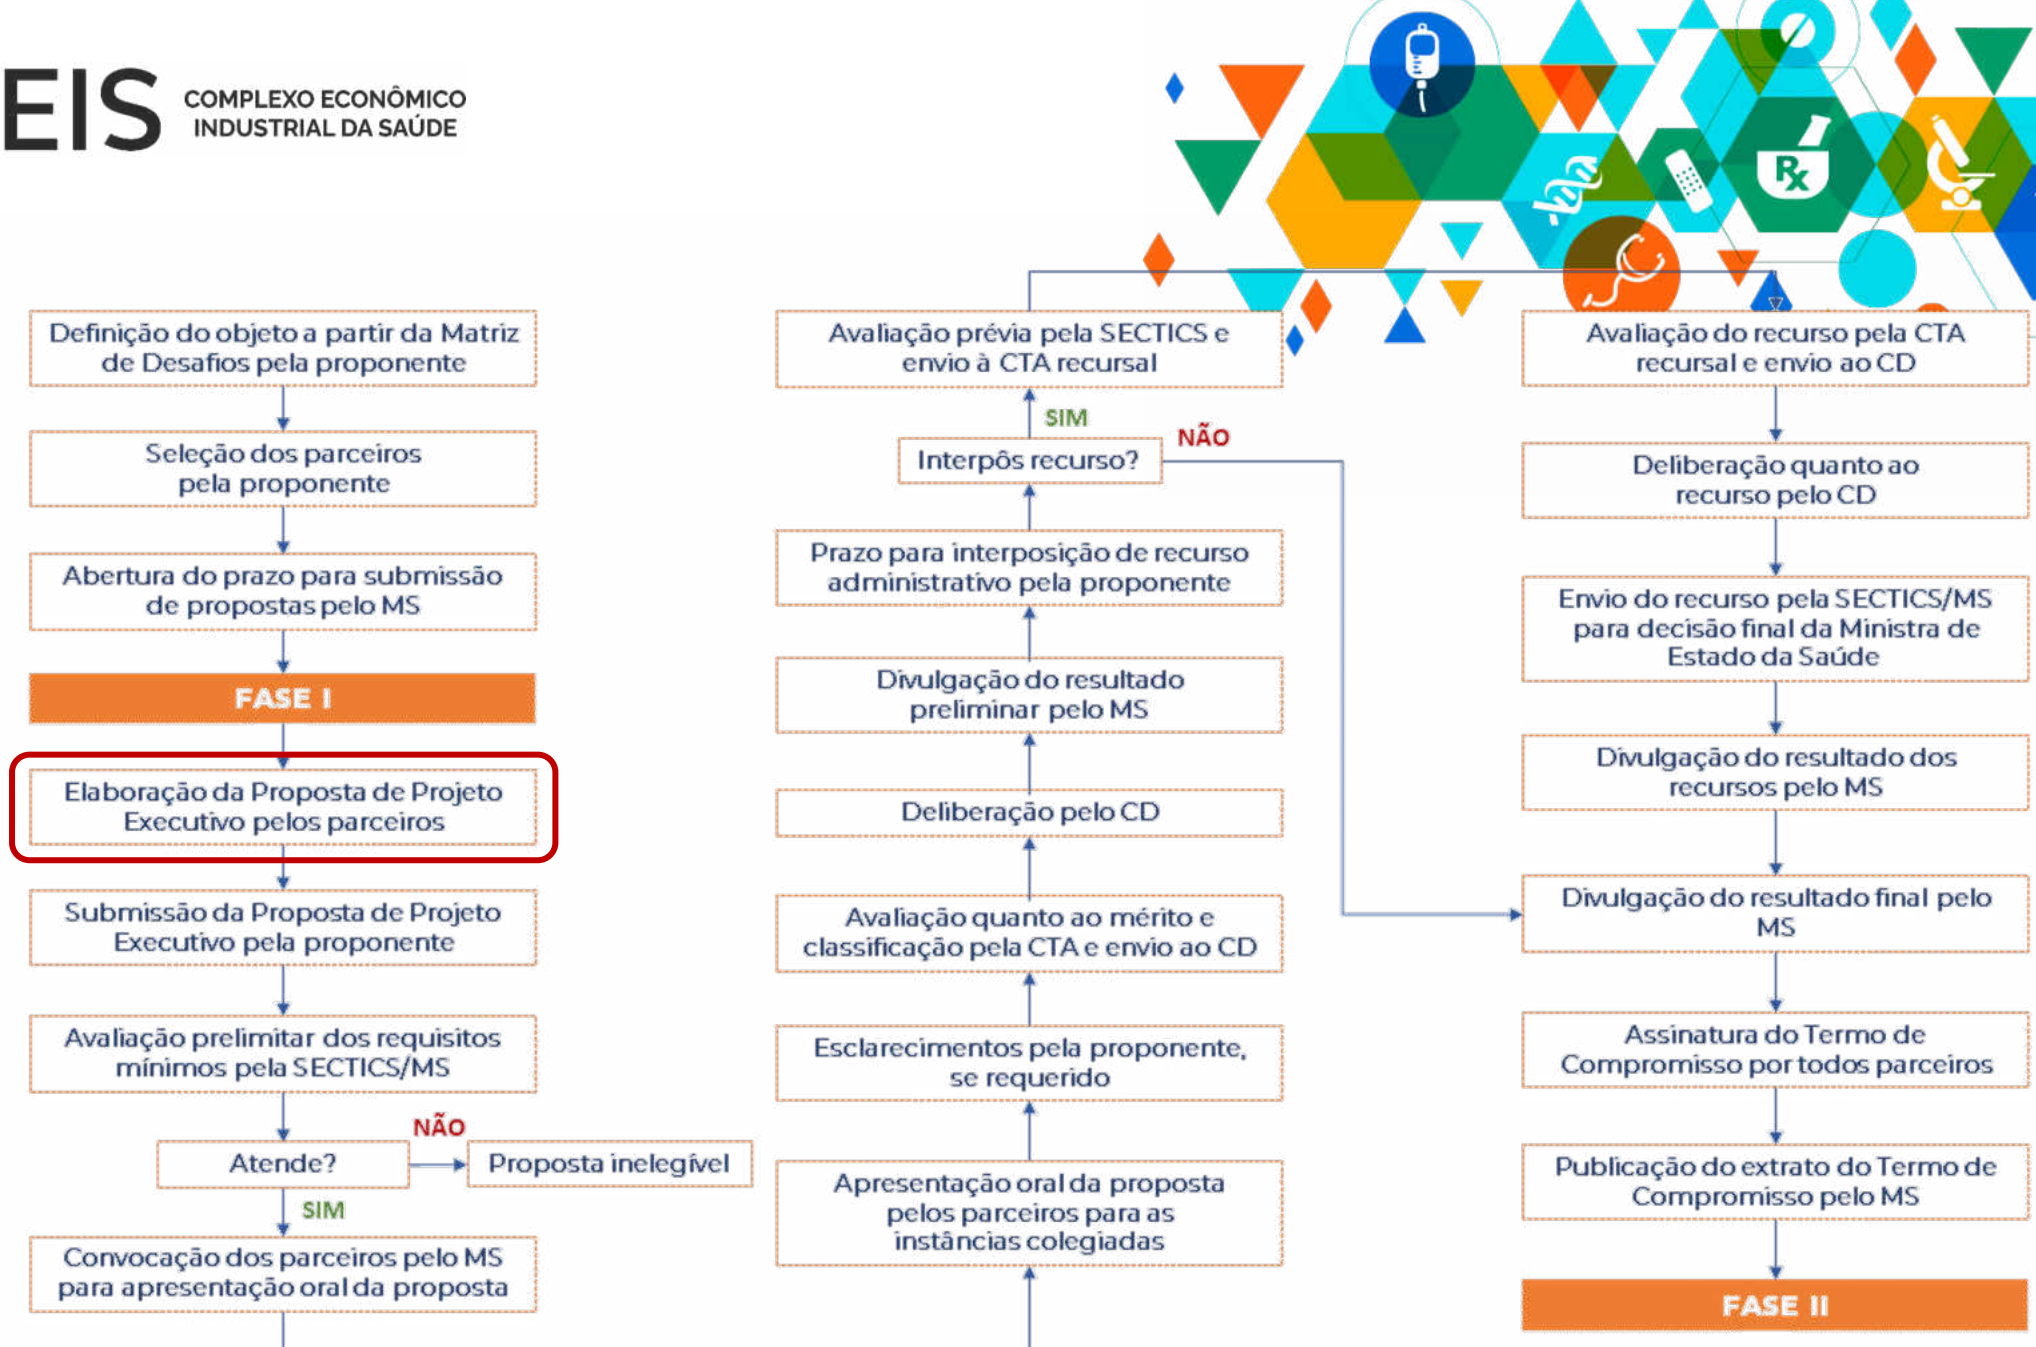 EIS
COMPLEXO ECONÔMICO
INDUSTRIAL DA SAÚDE
Definição do objeto a partir da Matriz
de Desafios pela proponente
Seleção dos parceiros
pela proponente
Abertura do prazo para submissão
de propostas pelo MS
FASE I
Elaboração da Proposta de Projeto
Executivo pelos parceiros
Submissão da Proposta de Projeto
Executivo pela proponente
Avaliação prelimitar dos requisitos
mínimos pela SECTICS/MS
Atende?
NÃO
Proposta inelegível
SIM
Convocação dos parceiros pelo MS
para apresentação oral da proposta
Avaliação prévia pela SECTICS e
envio à CTA recursal
SIM
Interpôs recurso?
NÃO
Prazo para interposição de recurso
administrativo pela proponente
Divulgação do resultado
preliminar pelo MS
Deliberação pelo CD
Avaliação quanto ao mérito e
classificação pela CTA e envio ao CD
Esclarecimentos pela proponente,
se requerido
Apresentação oral da proposta
pelos parceiros para as
instâncias colegiadas
Rx
Avaliação do recurso pela CTA
recursal e envio ao CD
Deliberação quanto ao
recurso pelo CD
Envio do recurso pela SECTICS/MS
para decisão final da Ministra de
Estado da Saúde
Divulgação do resultado dos
recursos pelo MS
Divulgação do resultado final pelo
MS
Assinatura do Termo de
Compromisso por todos parceiros
Publicação do extrato do Termo de
Compromisso pelo MS
FASE II